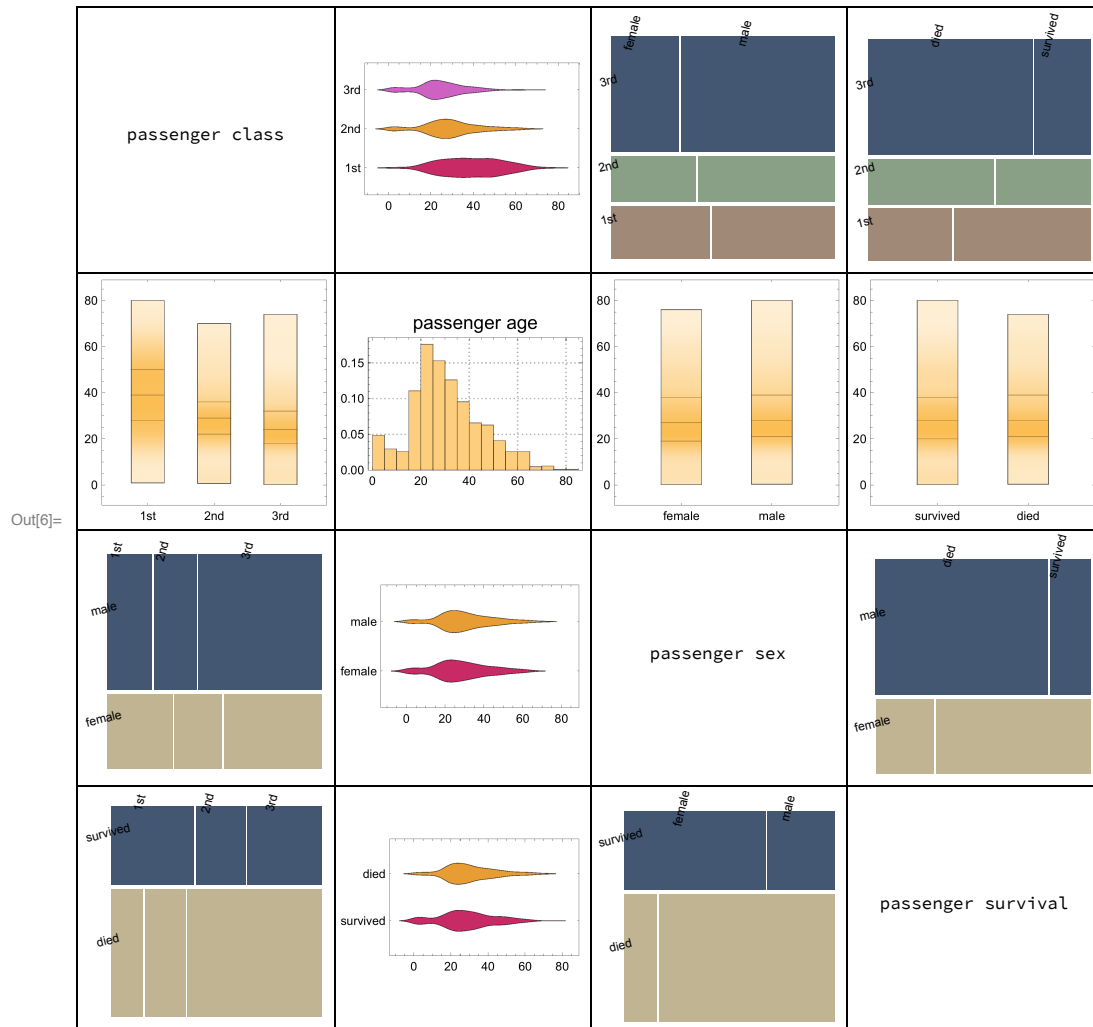 passenger class
3rd
2nd
1st
0 20 40 60 80
female male
3rd
2nd
1st
died survived
3rd
2nd
1st
80
60
40
20
0
1st 2nd 3rd
passenger age
0.15
0.10
0.05
0.00
0 20 40 60 80
80
60
40
20
0
female male
80
60
40
20
0
survived died
Out[6]=
1st 2nd 3rd
male
female
male
female
0 20 40 60 80
passenger sex
died survived
male
female
1st 2nd 3rd
survived
died
died
survived
0 20 40 60 80
female male
survived
died
passenger survival